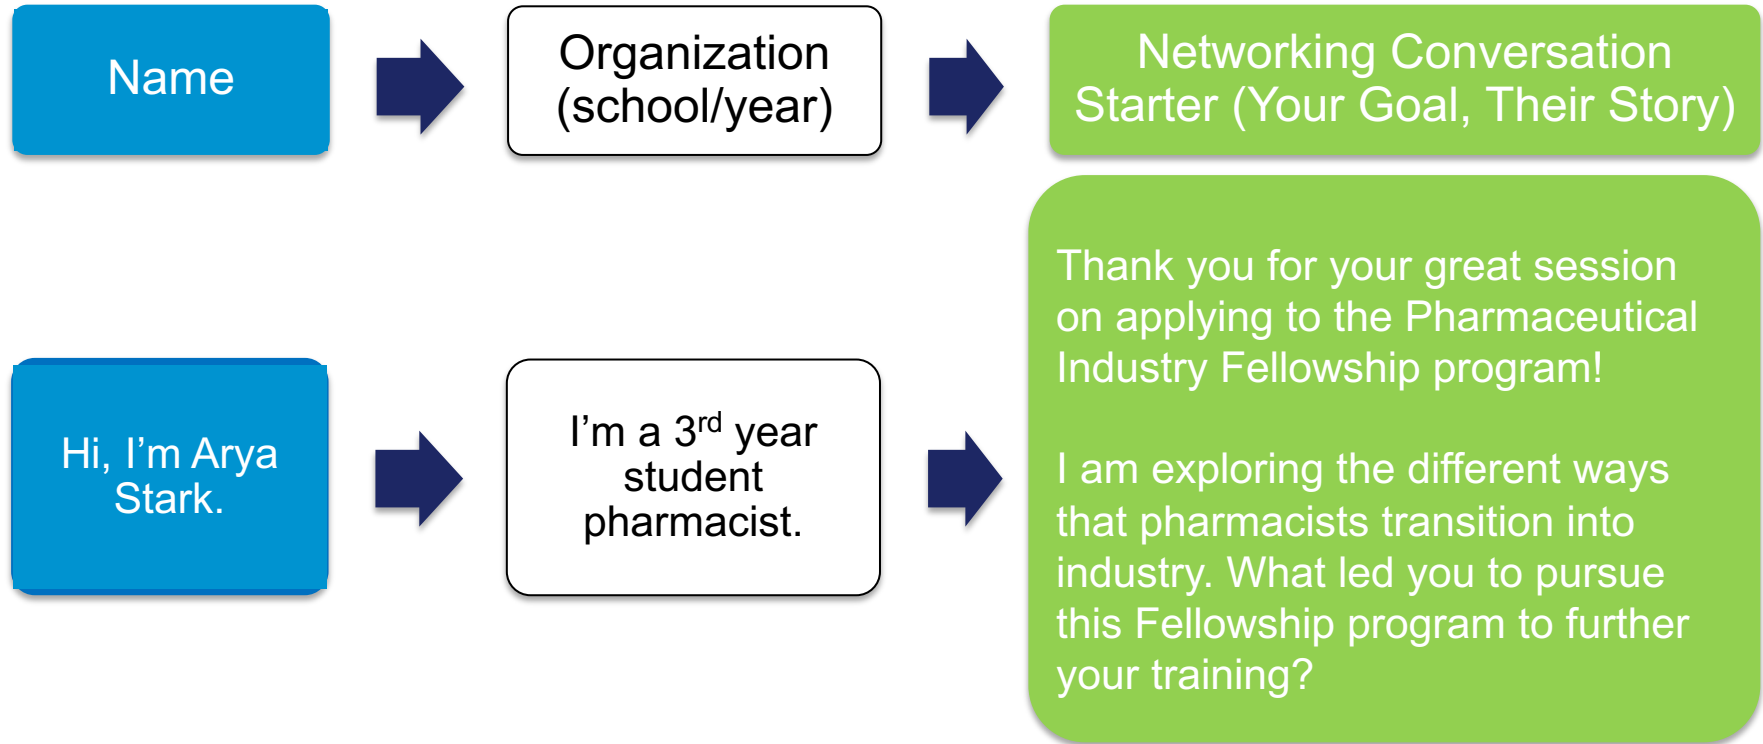 Name
Organization
(school/year)
Networking Conversation
Starter (Your Goal, Their Story)
Hi, I’m Arya
Stark.
I’m a 3rd year
student
pharmacist.
Thank you for your great session
on applying to the Pharmaceutical
Industry Fellowship program!
I am exploring the different ways
that pharmacists transition into
industry. What led you to pursue
this Fellowship program to further
your training?